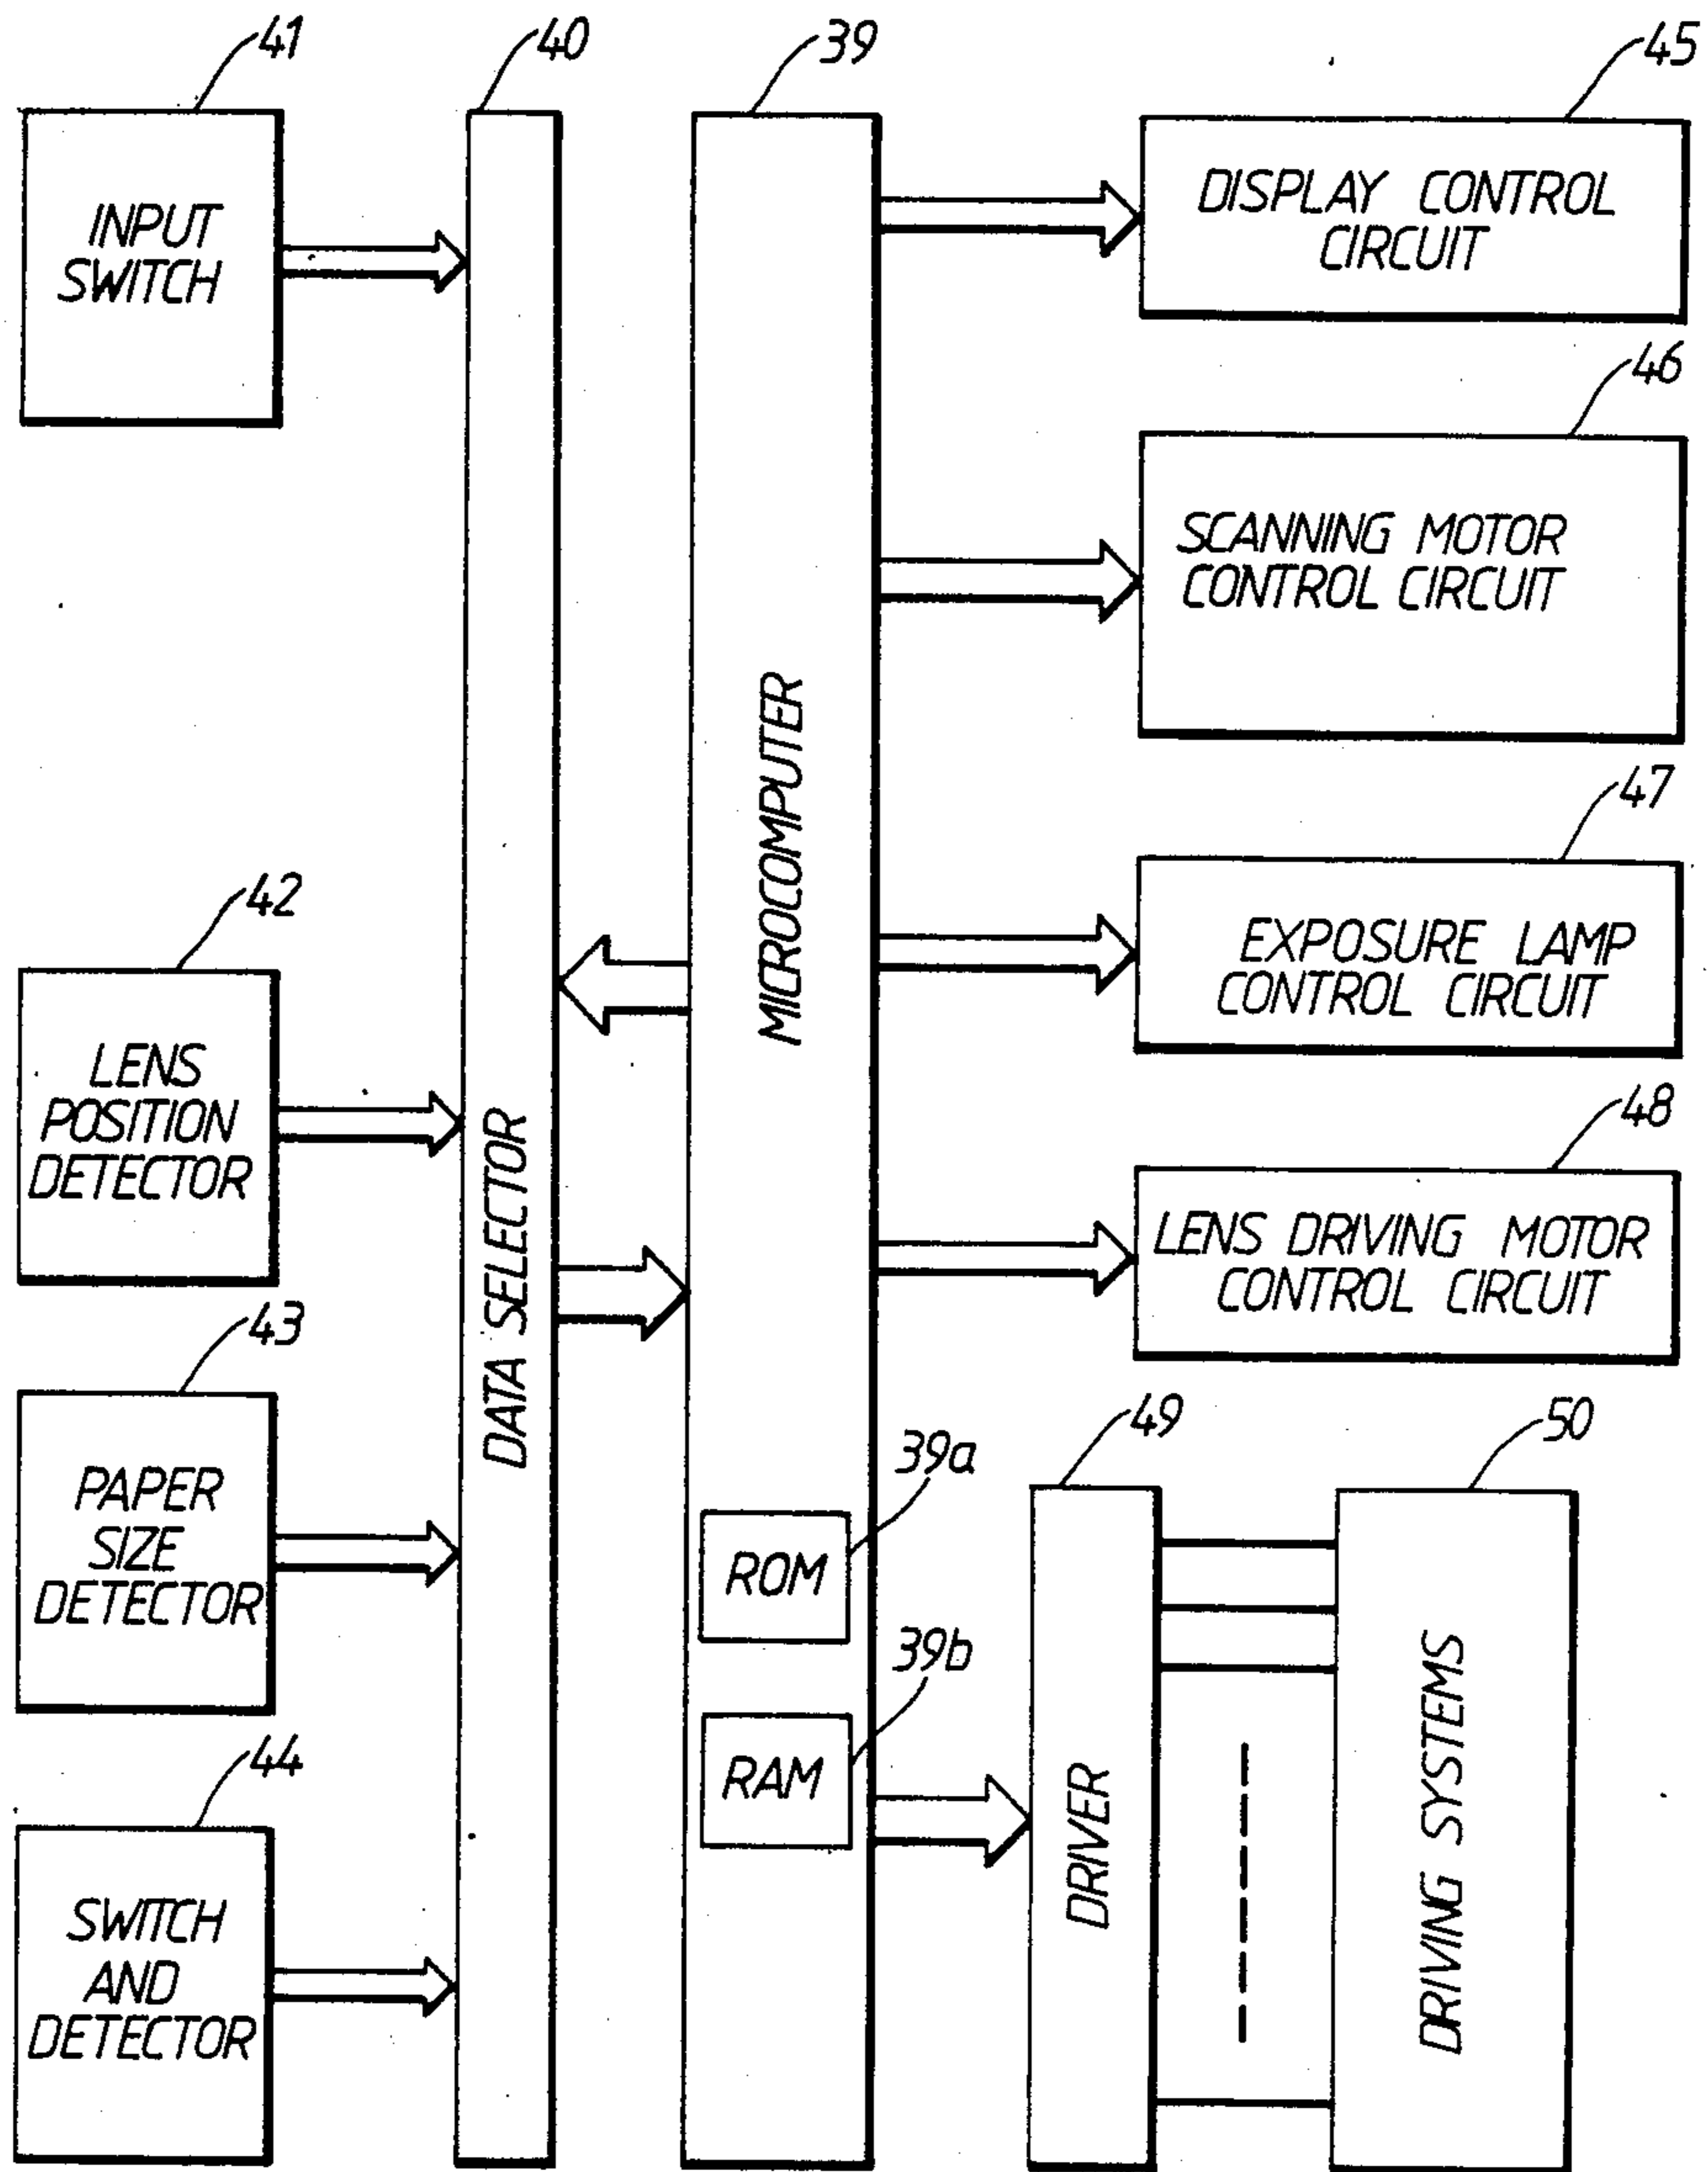 41
40
39
45
INPUT
SWITCH
DISPLAY CONTROL
CIRCUIT
46
SCANNING MOTOR
CONTROL CIRCUIT
MICROCOMPUTER
47
EXPOSURE LAMP
CONTROL CIRCUIT
42
LENS
POSITION
DETECTOR
DATA SELECTOR
48
LENS DRIVING MOTOR
CONTROL CIRCUIT
43
PAPER
SIZE
DETECTOR
39a
ROM
39b
RAM
49
DRIVER
50
DRIVING SYSTEMS
44
SWITCH
AND
DETECTOR